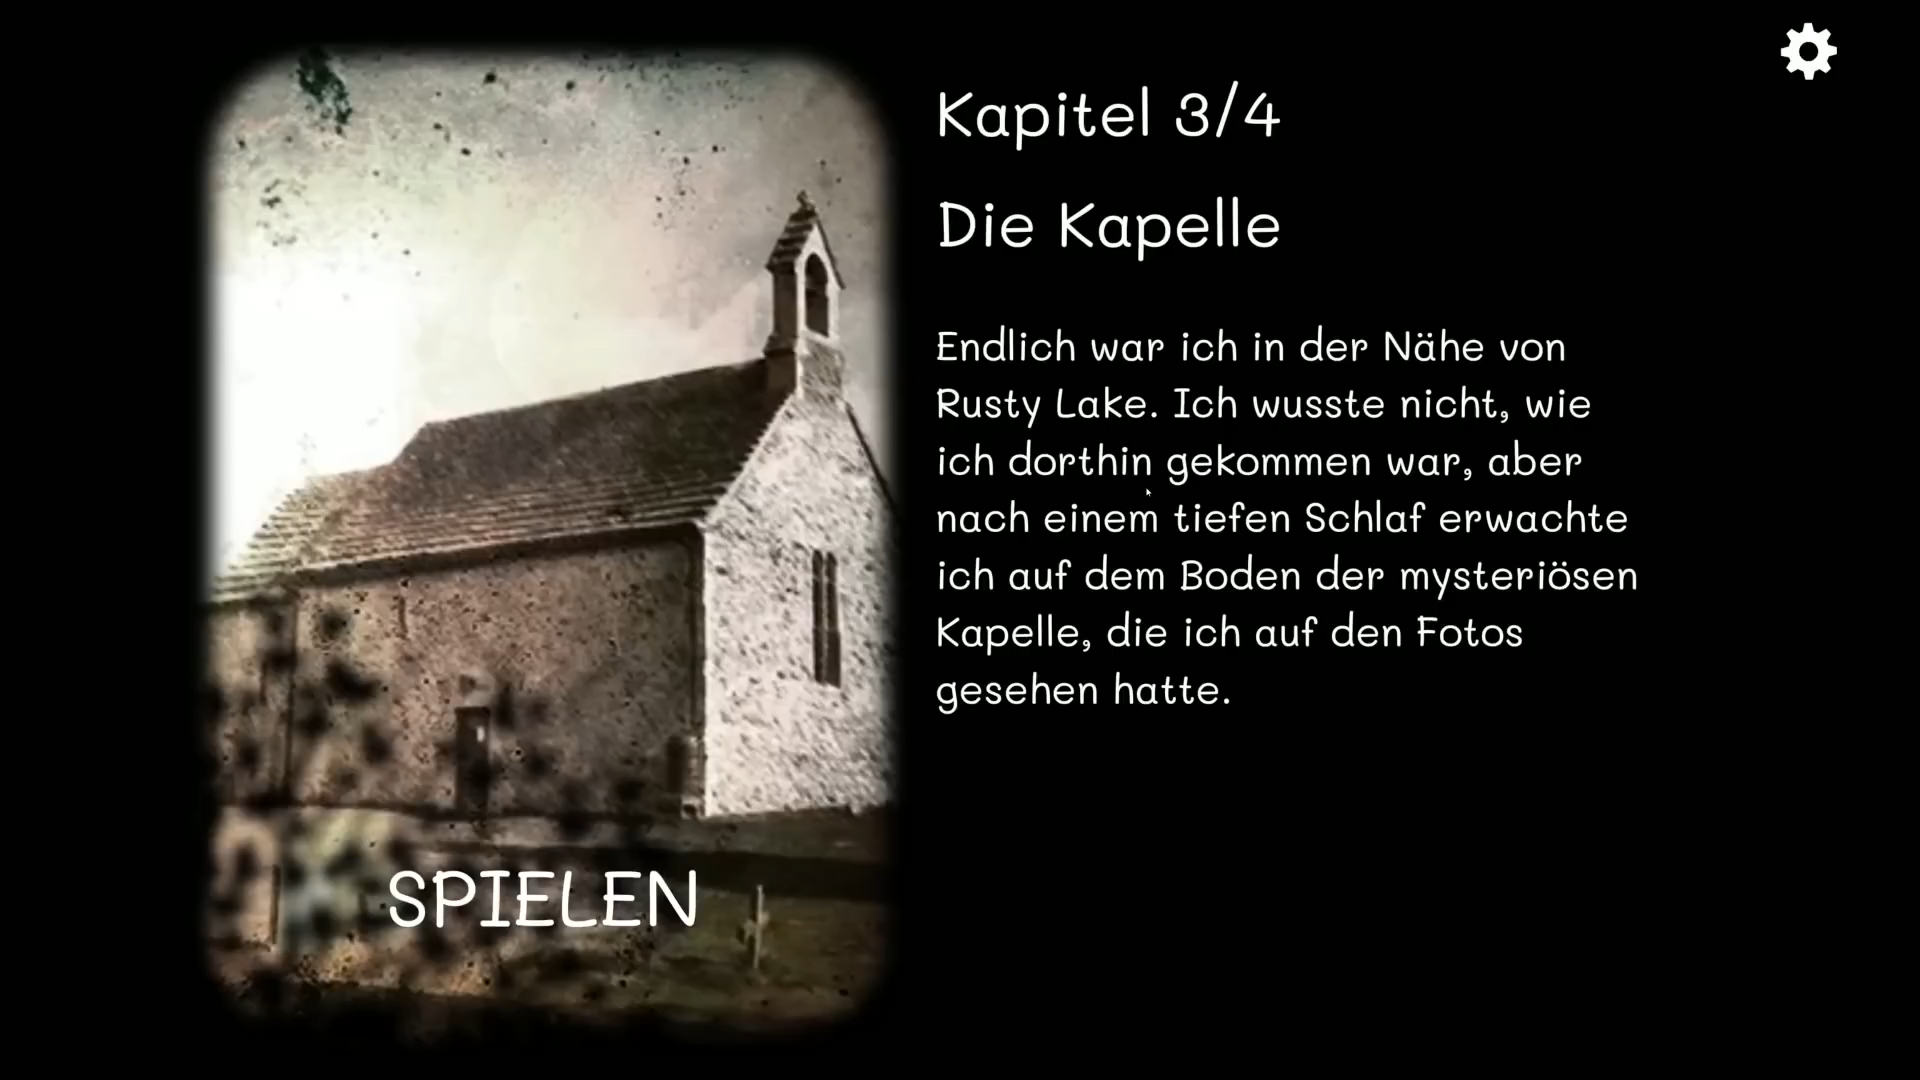 Kapitel 3/4
Die Kapelle
Endlich war ich in der Nähe von
Rusty Lake. Ich wusste nicht, wie
ich dorthin gekommen war, aber
nach einem tiefen Schlaf erwachte
ich auf dem Boden der mysteriösen
Kapelle, die ich auf den Fotos
gesehen hatte.
SPIELEN